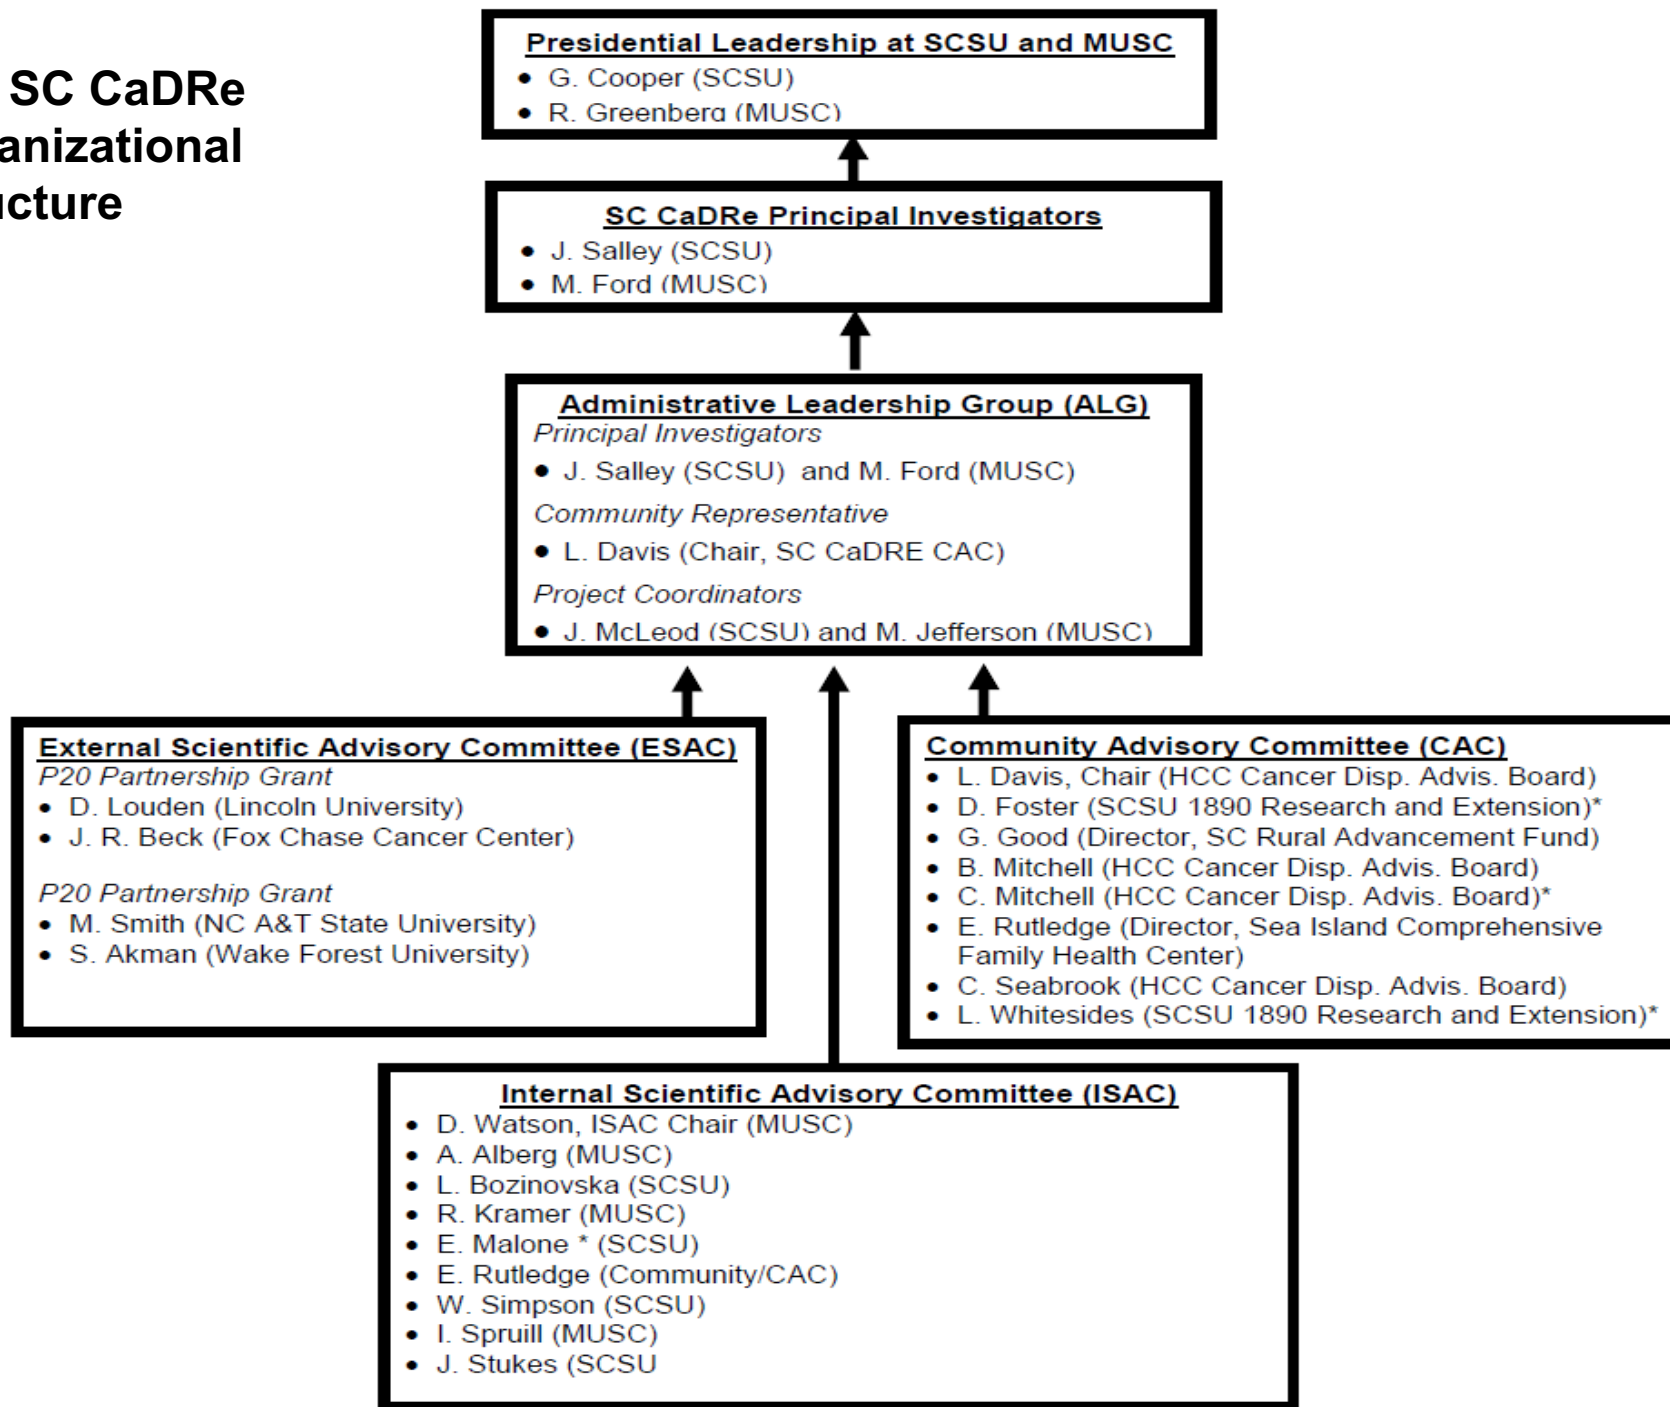 SC CaDRe
anizational
ucture
Presidential Leadership at SCSU and MUSC
• G. Cooper (SCSU)
• R. Greenberg (MUSC)
SC CaDRe Principal Investigators
• J. Salley (SCSU)
• M. Ford (MUSC)
Administrative Leadership Group (ALG)
Principal Investigators
• J. Salley (SCSU) and M. Ford (MUSC)
Community Representative
• L. Davis (Chair, SC CaDRE CAC)
Project Coordinators
• J. McLeod (SCSU) and M. Jefferson (MUSC)
External Scientific Advisory Committee (ESAC)
P20 Partnership Grant
• D. Louden (Lincoln University)
• J. R. Beck (Fox Chase Cancer Center)
P20 Partnership Grant
• M. Smith (NC A&T State University)
• S. Akman (Wake Forest University)
Community Advisory Committee (CAC)
• L. Davis, Chair (HCC Cancer Disp. Advis. Board)
• D. Foster (SCSU 1890 Research and Extension)*
• G. Good (Director, SC Rural Advancement Fund)
• B. Mitchell (HCC Cancer Disp. Advis. Board)
• C. Mitchell (HCC Cancer Disp. Advis. Board)*
• E. Rutledge (Director, Sea Island Comprehensive
Family Health Center)
• C. Seabrook (HCC Cancer Disp. Advis. Board)
• L. Whitesides (SCSU 1890 Research and Extension)*
Internal Scientific Advisory Committee (ISAC)
• D. Watson, ISAC Chair (MUSC)
• A. Alberg (MUSC)
• L. Bozinovska (SCSU)
• R. Kramer (MUSC)
• E. Malone * (SCSU)
• E. Rutledge (Community/CAC)
• W. Simpson (SCSU)
• I. Spruill (MUSC)
• J. Stukes (SCSU